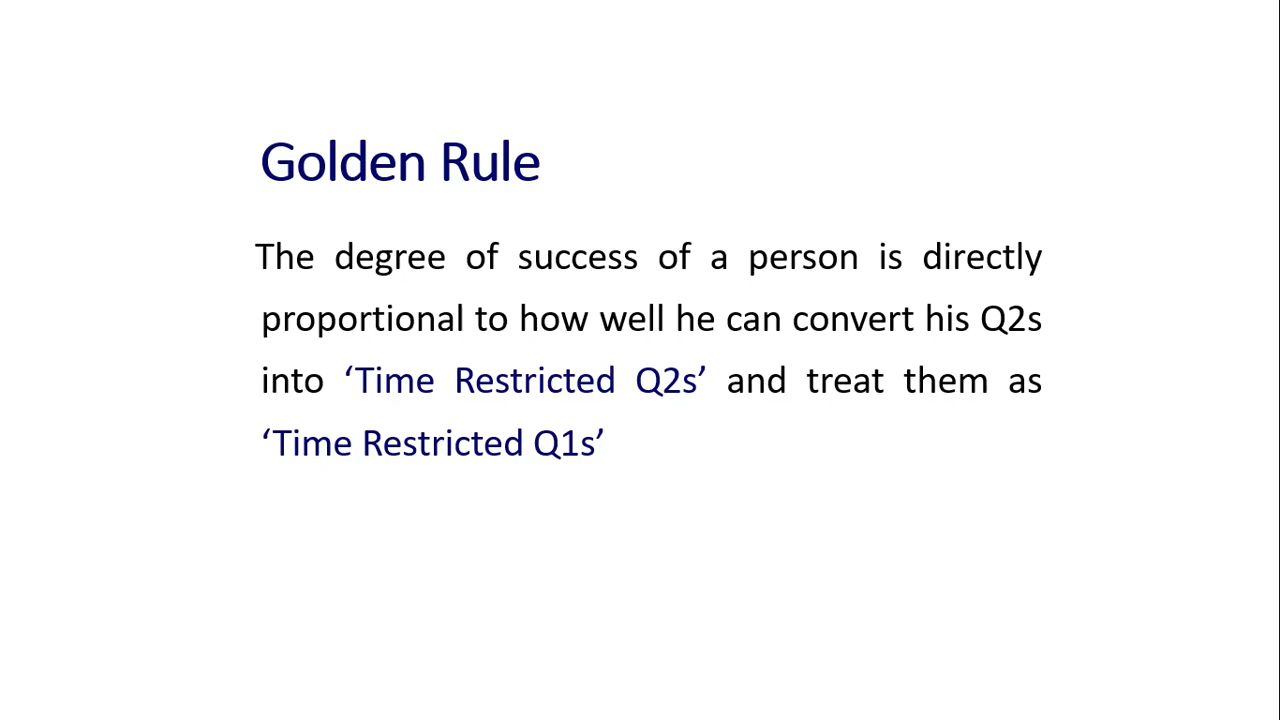 Golden Rule
The degree of success of a person is directly
proportional to how well he can convert his Q2s
into ‘Time Restricted Q2s’ and treat them as
‘Time Restricted Q1s’